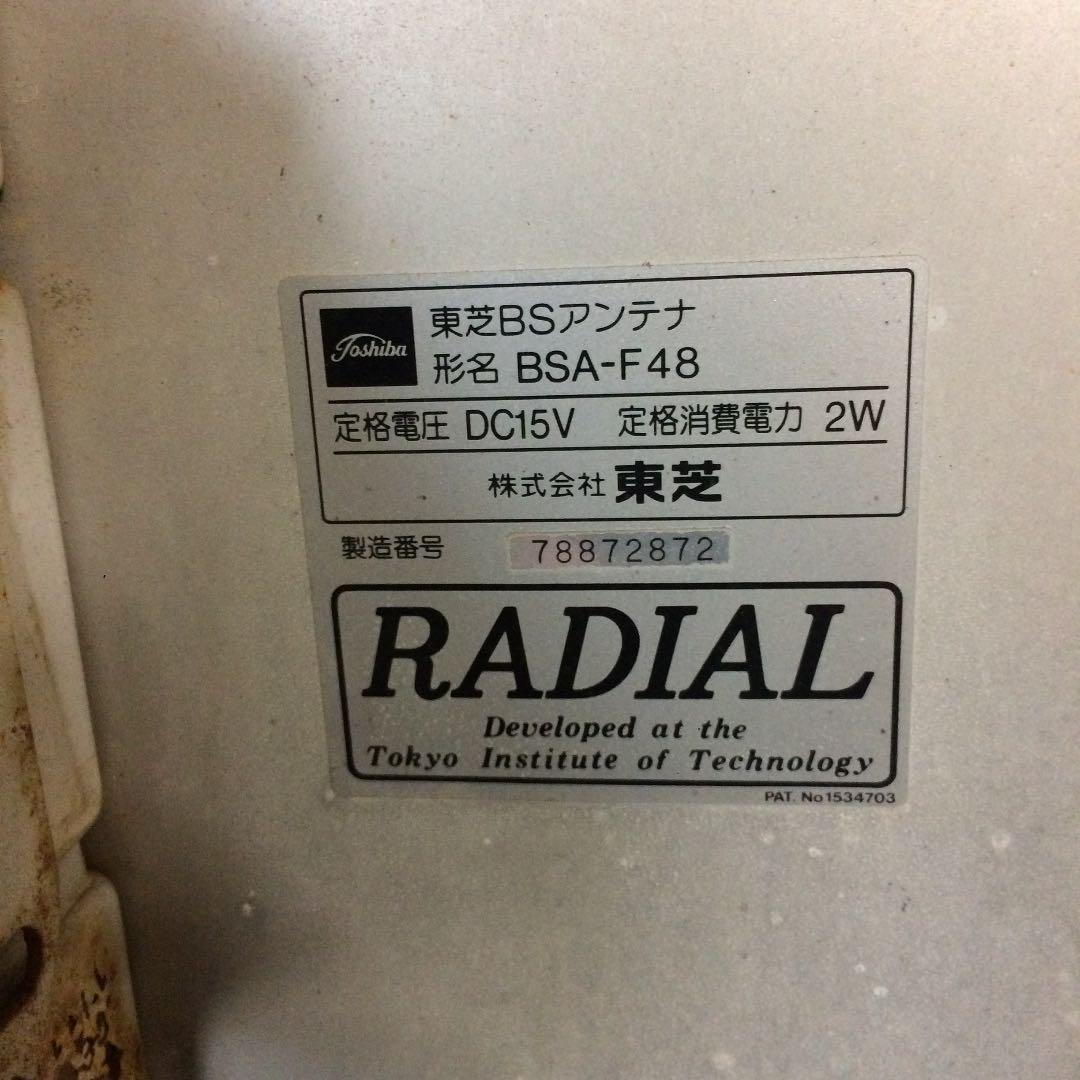 Toshiba
東芝BSアンテナ
形名 BSA-F48
定格電圧 DC15V 定格消費電力 2W
株式会社 東芝
製造番号 78872872
RADIAL
Developed at the
Tokyo Institute of Technology
PAT. No1534703